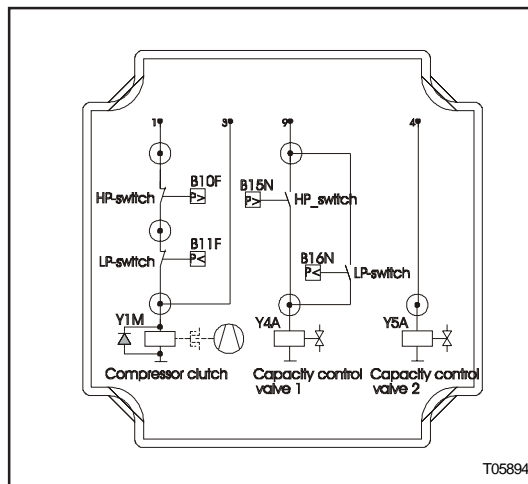 1 3 9 4
B10F
HP-switch P>
B15N
P> HP_switch
B11F
LP-switch P<
B16N
P< LP-switch
Y1M Y4A Y5A
Compressor clutch
Capacity control
valve 1
Capacity control
valve 2
T05894